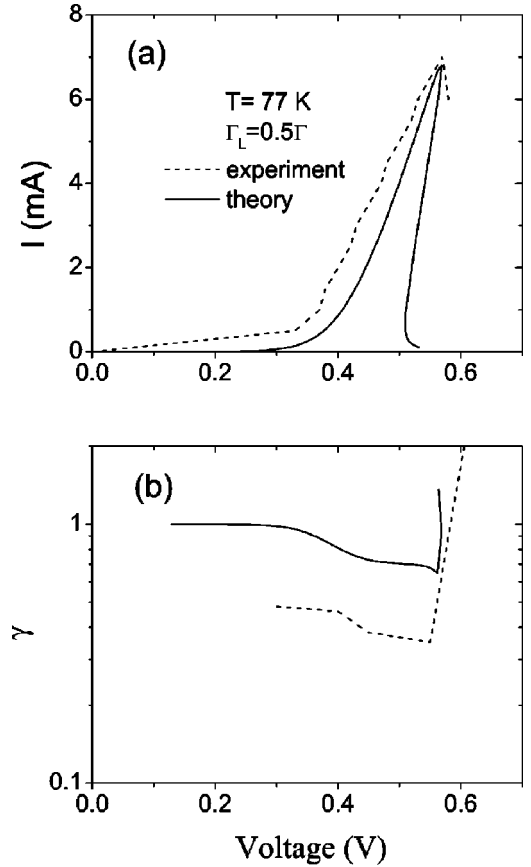 (a)
T= 77 K
Γ_L=0.5Γ
experiment
theory
I (mA)
8
6
4
2
0
0.0 0.2 0.4 0.6
(b)
γ
1
0.1
0.0 0.2 0.4 0.6
Voltage (V)